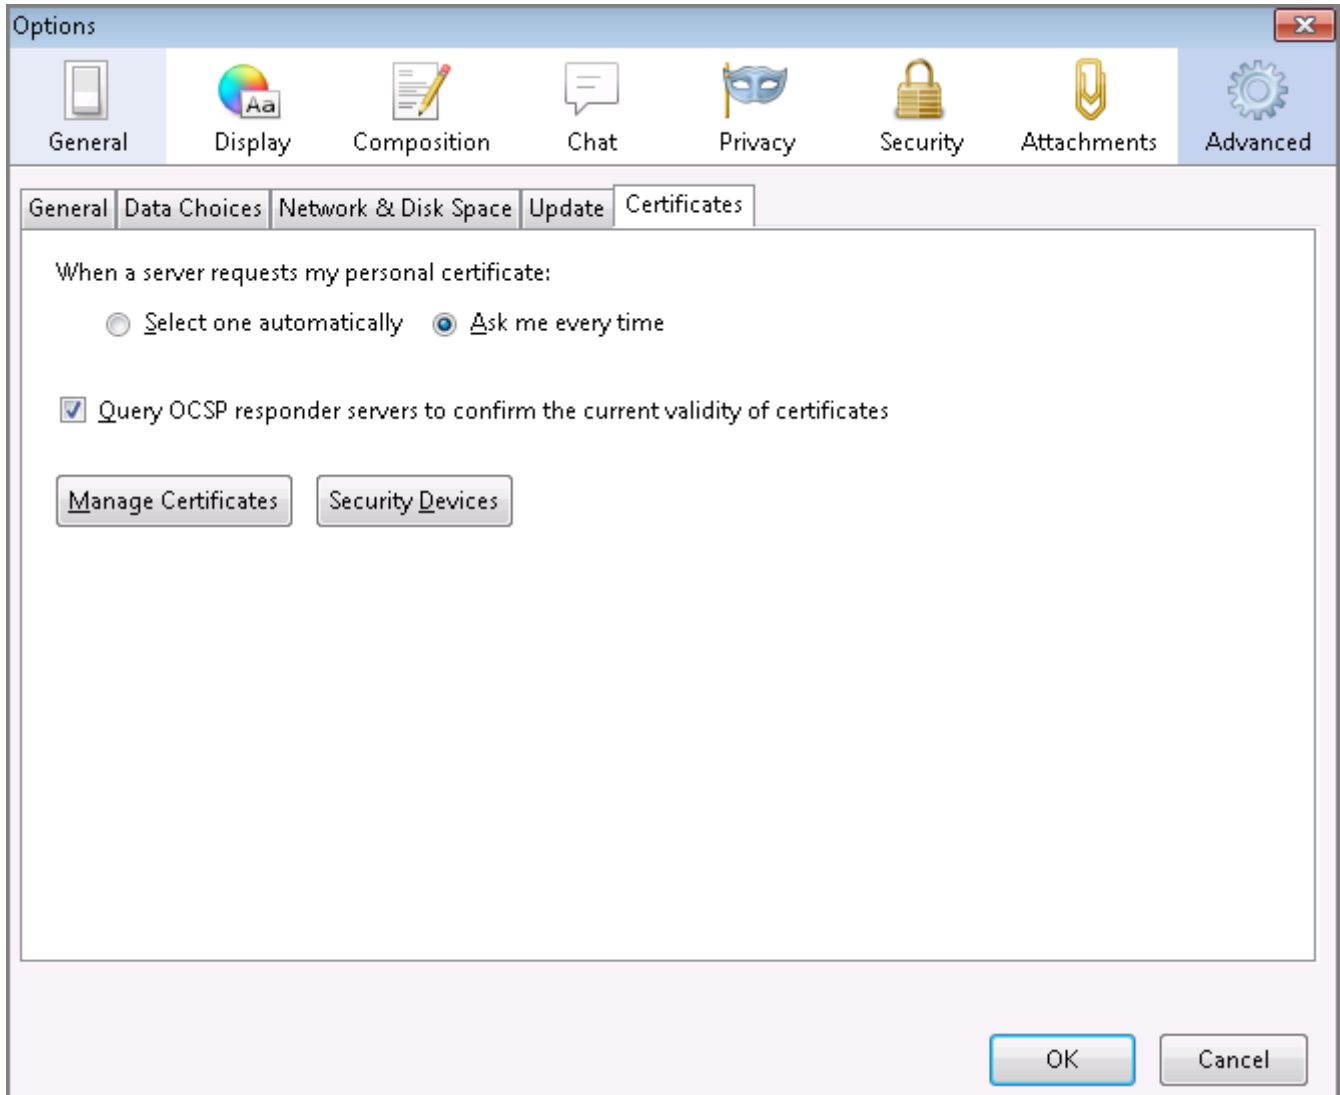 Options
General Display Composition Chat Privacy Security Attachments Advanced
General Data Choices Network & Disk Space Update Certificates
When a server requests my personal certificate:
Select one automatically Ask me every time
Query OCSP responder servers to confirm the current validity of certificates
Manage Certificates Security Devices
OK Cancel